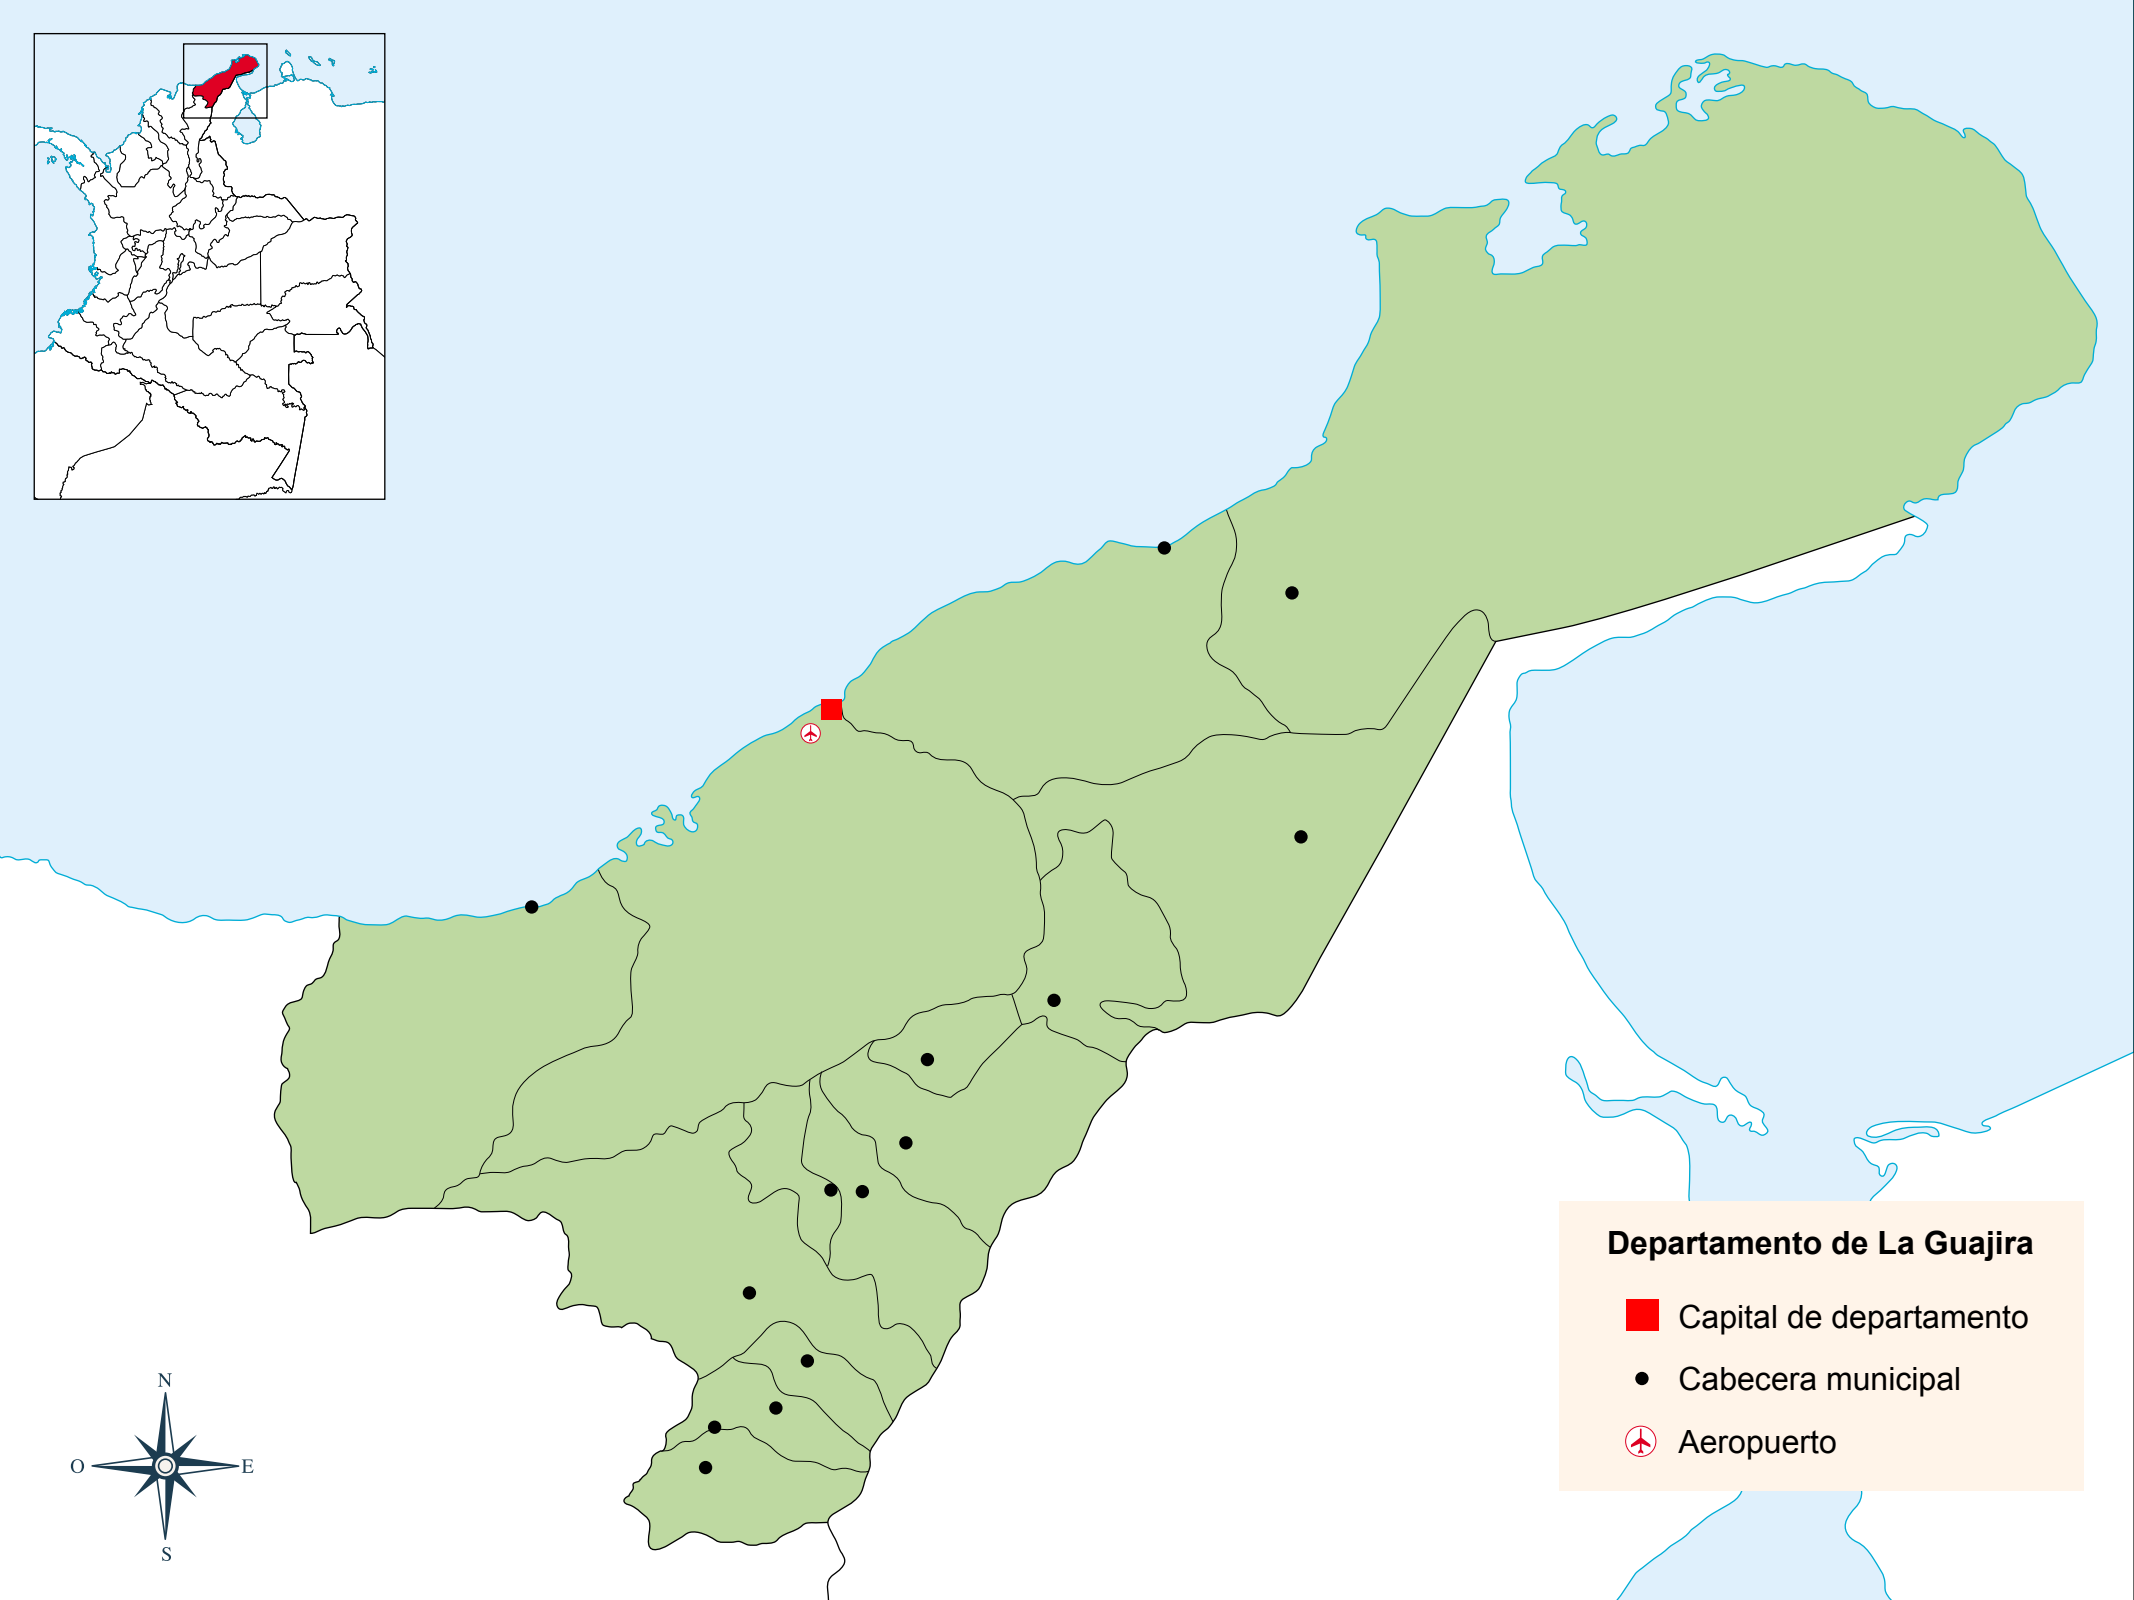 Departamento de La Guajira
Capital de departamento
Cabecera municipal
Aeropuerto
N
O
E
S